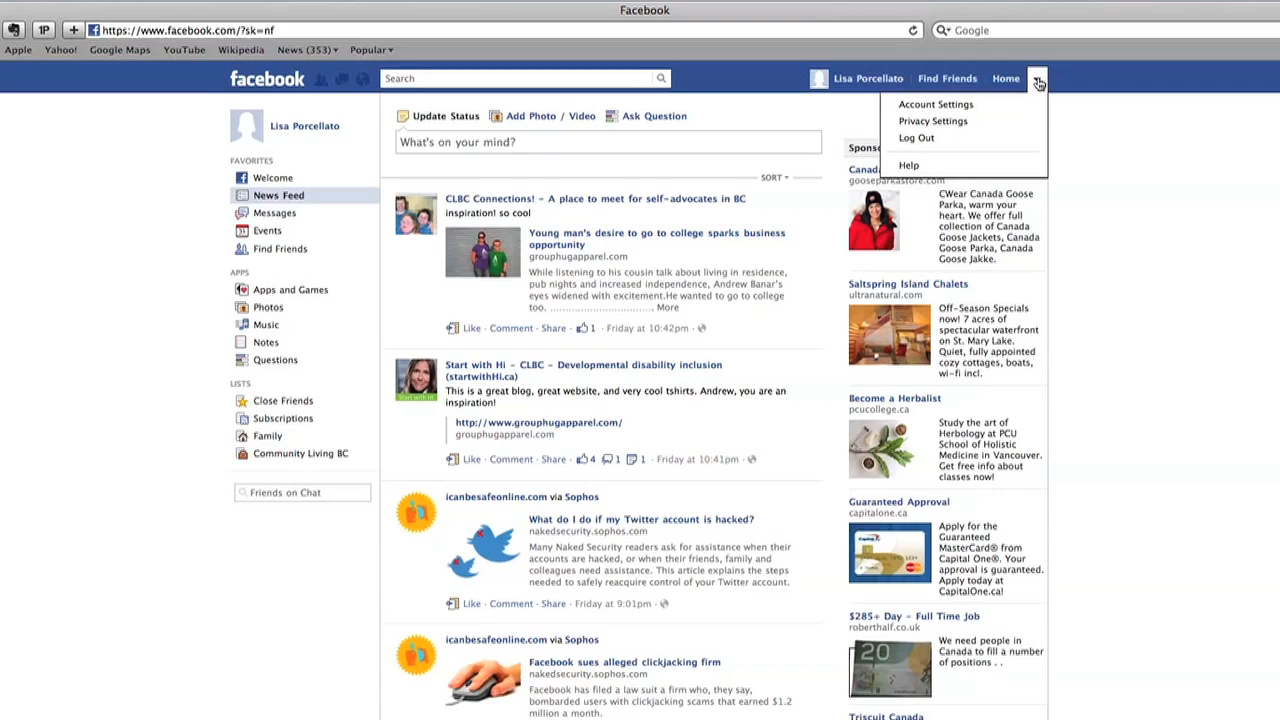 Facebook
1P
+
https://www.facebook.com/?sk=nf
Google
Apple
Yahoo!
Google Maps
YouTube
Wikipedia
News (353)
Popular
facebook
Search
Lisa Porcellato
Find Friends
Home
Account Settings
Privacy Settings
Log Out
Help
Lisa Porcellato
FAVORITES
Welcome
News Feed
Messages
Events
Find Friends
APPS
Apps and Games
Photos
Music
Notes
Questions
LISTS
Close Friends
Subscriptions
Family
Community Living BC
Friends on Chat
Update Status
Add Photo / Video
Ask Question
What's on your mind?
SORT
CLBC Connections! - A place to meet for self-advocates in BC
inspiration! so cool
Young man's desire to go to college sparks business
opportunity
grouphugapparel.com
While listening to his cousin talk about living in residence,
pub nights and increased independence, Andrew Banar's
eyes widened with excitement.He wanted to go to college
too. .................................. More
Like · Comment · Share · 1 · Friday at 10:42pm ·
Start with Hi - CLBC - Developmental disability inclusion
(startwithHi.ca)
This is a great blog, great website, and very cool tshirts. Andrew, you are an
inspiration!
http://www.grouphugapparel.com/
grouphugapparel.com
Like · Comment · Share · 4 1 1 · Friday at 10:41pm ·
icanbesafeonline.com via Sophos
What do I do if my Twitter account is hacked?
nakedsecurity.sophos.com
Many Naked Security readers ask for assistance when their
accounts are hacked, or when their friends, family and
colleagues need assistance. This article explains the steps
needed to safely reacquire control of your Twitter account.
Like · Comment · Share · Friday at 9:01pm ·
icanbesafeonline.com via Sophos
Facebook sues alleged clickjacking firm
nakedsecurity.sophos.com
Facebook has filed a law suit a firm who, they say,
bombarded users with clickjacking scams that earned $1.2
million a month.
Sponso
Canad
gooseparkastore.com
CWear Canada Goose
Parka, warm your
heart. We offer full
collection of Canada
Goose Jackets, Canada
Goose Parkas, Canada
Goose Jakke.
Saltspring Island Chalets
ultranatural.com
Off-Season Specials
now! 7 acres of
spectacular waterfront
on St. Mary Lake.
Quiet, fully appointed
cozy cottages, boats,
wi-fi incl.
Become a Herbalist
pcucollege.ca
Study the art of
Herbology at PCU
School of Holistic
Medicine in Vancouver.
Get free info about
classes now!
Guaranteed Approval
capitalone.ca
Apply for the
Guaranteed
MasterCard® from
Capital One®. Your
approval is guaranteed.
Apply today at
CapitalOne.ca!
$285+ Day - Full Time Job
roberthalf.co.uk
20
We need people in
Canada to fill a number
of positions . .
Triscuit Canada